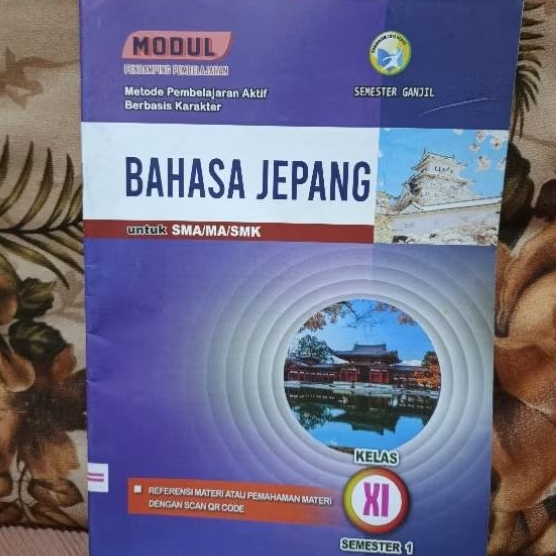 MODUL
PENDAMPING PEMBELAJARAN
Metode Pembelajaran Aktif
Berbasis Karakter
SEMESTER GANJIL
BAHASA JEPANG
untuk SMA/MA/SMK
KELAS
XI
SEMESTER 1
REFERENSI MATERI ATAU PEMAHAMAN MATERI
DENGAN SCAN QR CODE